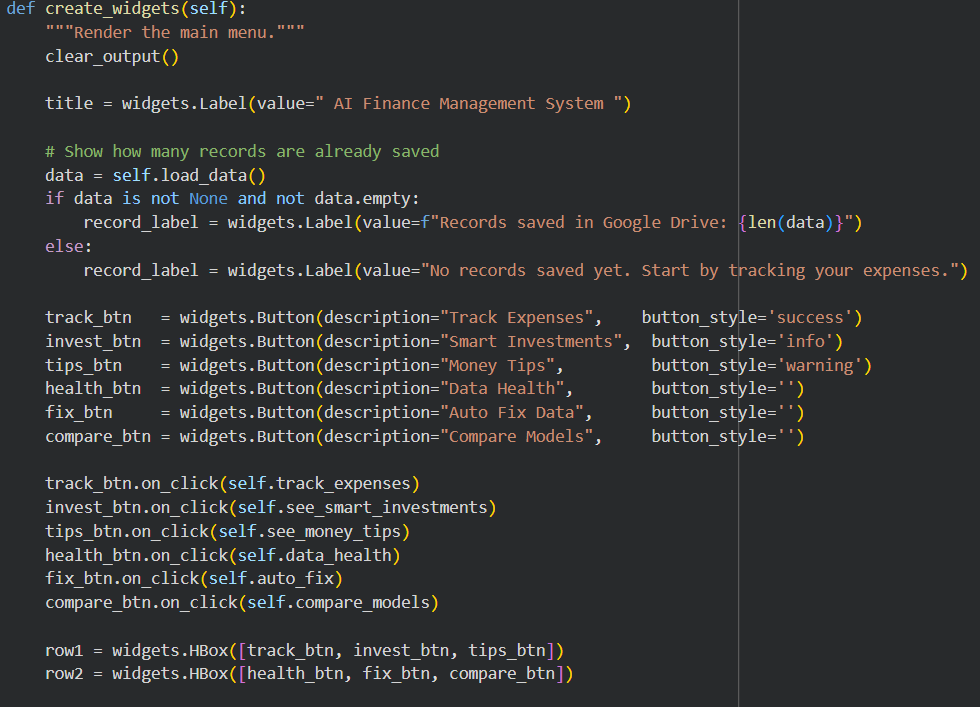 def create_widgets(self):
    """Render the main menu."""
    clear_output()

    title = widgets.Label(value=" AI Finance Management System ")

    # Show how many records are already saved
    data = self.load_data()
    if data is not None and not data.empty:
        record_label = widgets.Label(value=f"Records saved in Google Drive: {len(data)}")
    else:
        record_label = widgets.Label(value="No records saved yet. Start by tracking your expenses.")

    track_btn   = widgets.Button(description="Track Expenses",    button_style='success')
    invest_btn  = widgets.Button(description="Smart Investments",  button_style='info')
    tips_btn    = widgets.Button(description="Money Tips",         button_style='warning')
    health_btn  = widgets.Button(description="Data Health",        button_style='')
    fix_btn     = widgets.Button(description="Auto Fix Data",      button_style='')
    compare_btn = widgets.Button(description="Compare Models",     button_style='')

    track_btn.on_click(self.track_expenses)
    invest_btn.on_click(self.see_smart_investments)
    tips_btn.on_click(self.see_money_tips)
    health_btn.on_click(self.data_health)
    fix_btn.on_click(self.auto_fix)
    compare_btn.on_click(self.compare_models)

    row1 = widgets.HBox([track_btn, invest_btn, tips_btn])
    row2 = widgets.HBox([health_btn, fix_btn, compare_btn])